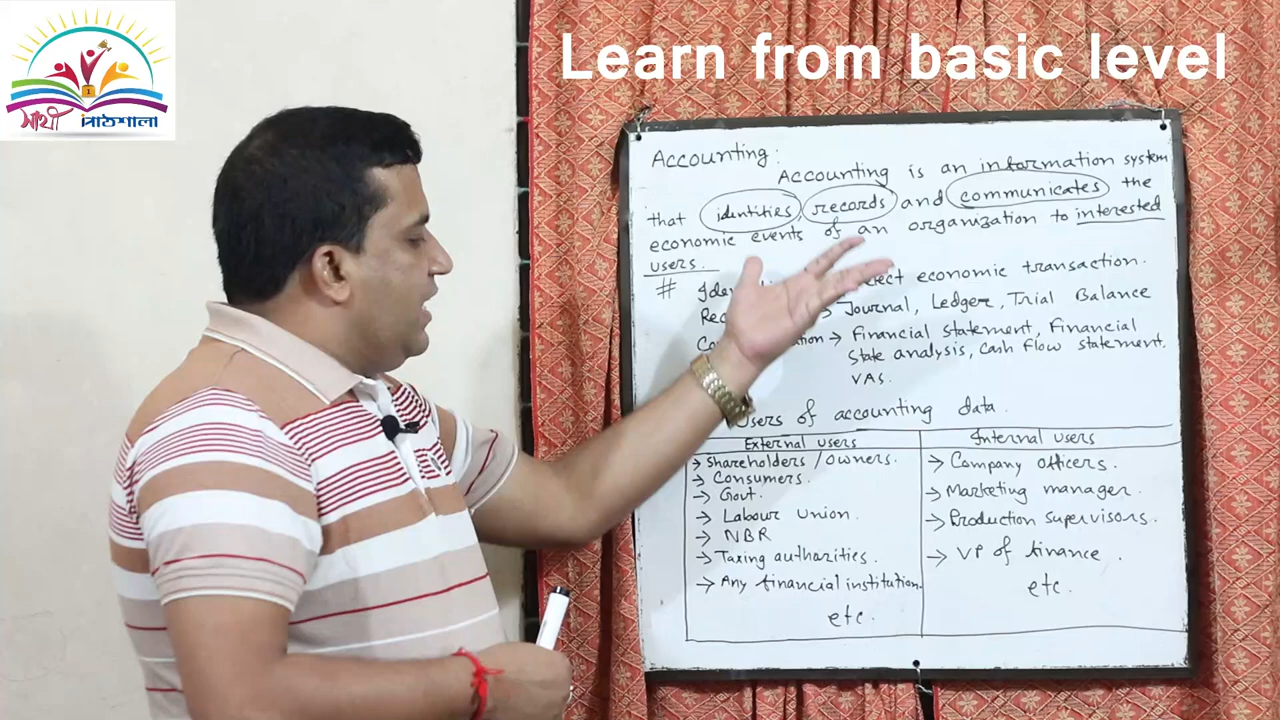 সাথী পাঠশালা
Learn from basic level
Accounting:
Accounting is an information system
that identities, records and communicates the
economic events of an organization to interested
users.
# Select economic transaction.
→ Journal, Ledger, Trial Balance
→ Financial statement, Financial
State analysis, Cash Flow statement.
VAS.
Users of accounting data.
External users
Internal users
→ Shareholders / owners.
→ Consumers.
→ Govt.
→ Labour Union.
→ NBR
→ Taxing authorities.
→ Any financial institution.
etc.
→ Company officers.
→ Marketing manager.
→ Production supervisors.
→ VP of finance.
etc.